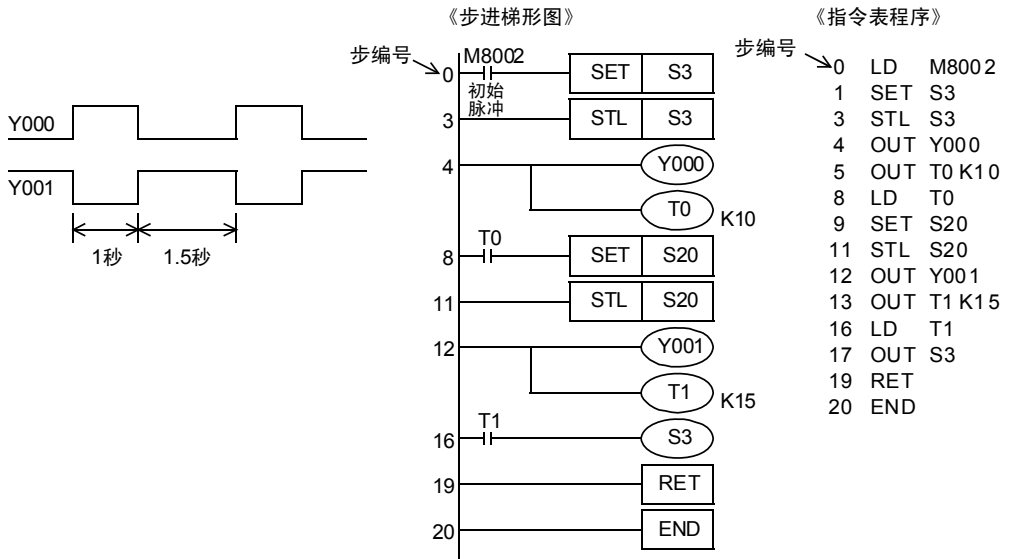 《步进梯形图》
《指令表程序》
Y000
Y001
1秒
1.5秒
步编号
0
M8002
初始
脉冲
SET S3
3
STL S3
4
Y000
T0
K10
8
T0
SET S20
11
STL S20
12
Y001
T1
K15
16
T1
S3
19
RET
20
END
步编号
0 LD M8002
1 SET S3
3 STL S3
4 OUT Y000
5 OUT T0 K10
8 LD T0
9 SET S20
11 STL S20
12 OUT Y001
13 OUT T1 K15
16 LD T1
17 OUT S3
19 RET
20 END